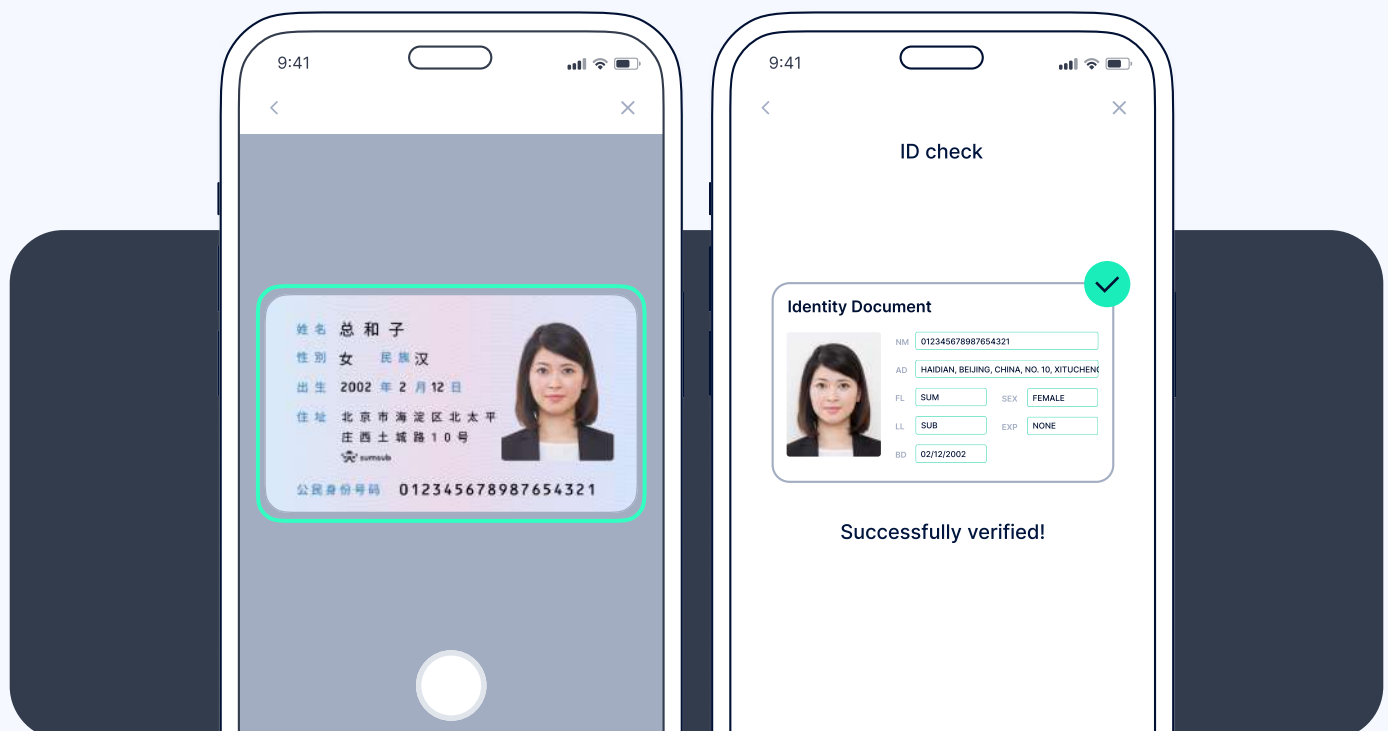 9:41
姓名 总和子
性别 女 民族 汉
出生 2002 年 2 月 12 日
住址 北京市海淀区北太平
庄西土城路10号
sumsub
公民身份号码 012345678987654321
9:41
ID check
Identity Document
NM 012345678987654321
AD HAIDIAN, BEIJING, CHINA, NO. 10, XITUCHENG
FL SUM SEX FEMALE
LL SUB EXP NONE
BD 02/12/2002
Successfully verified!